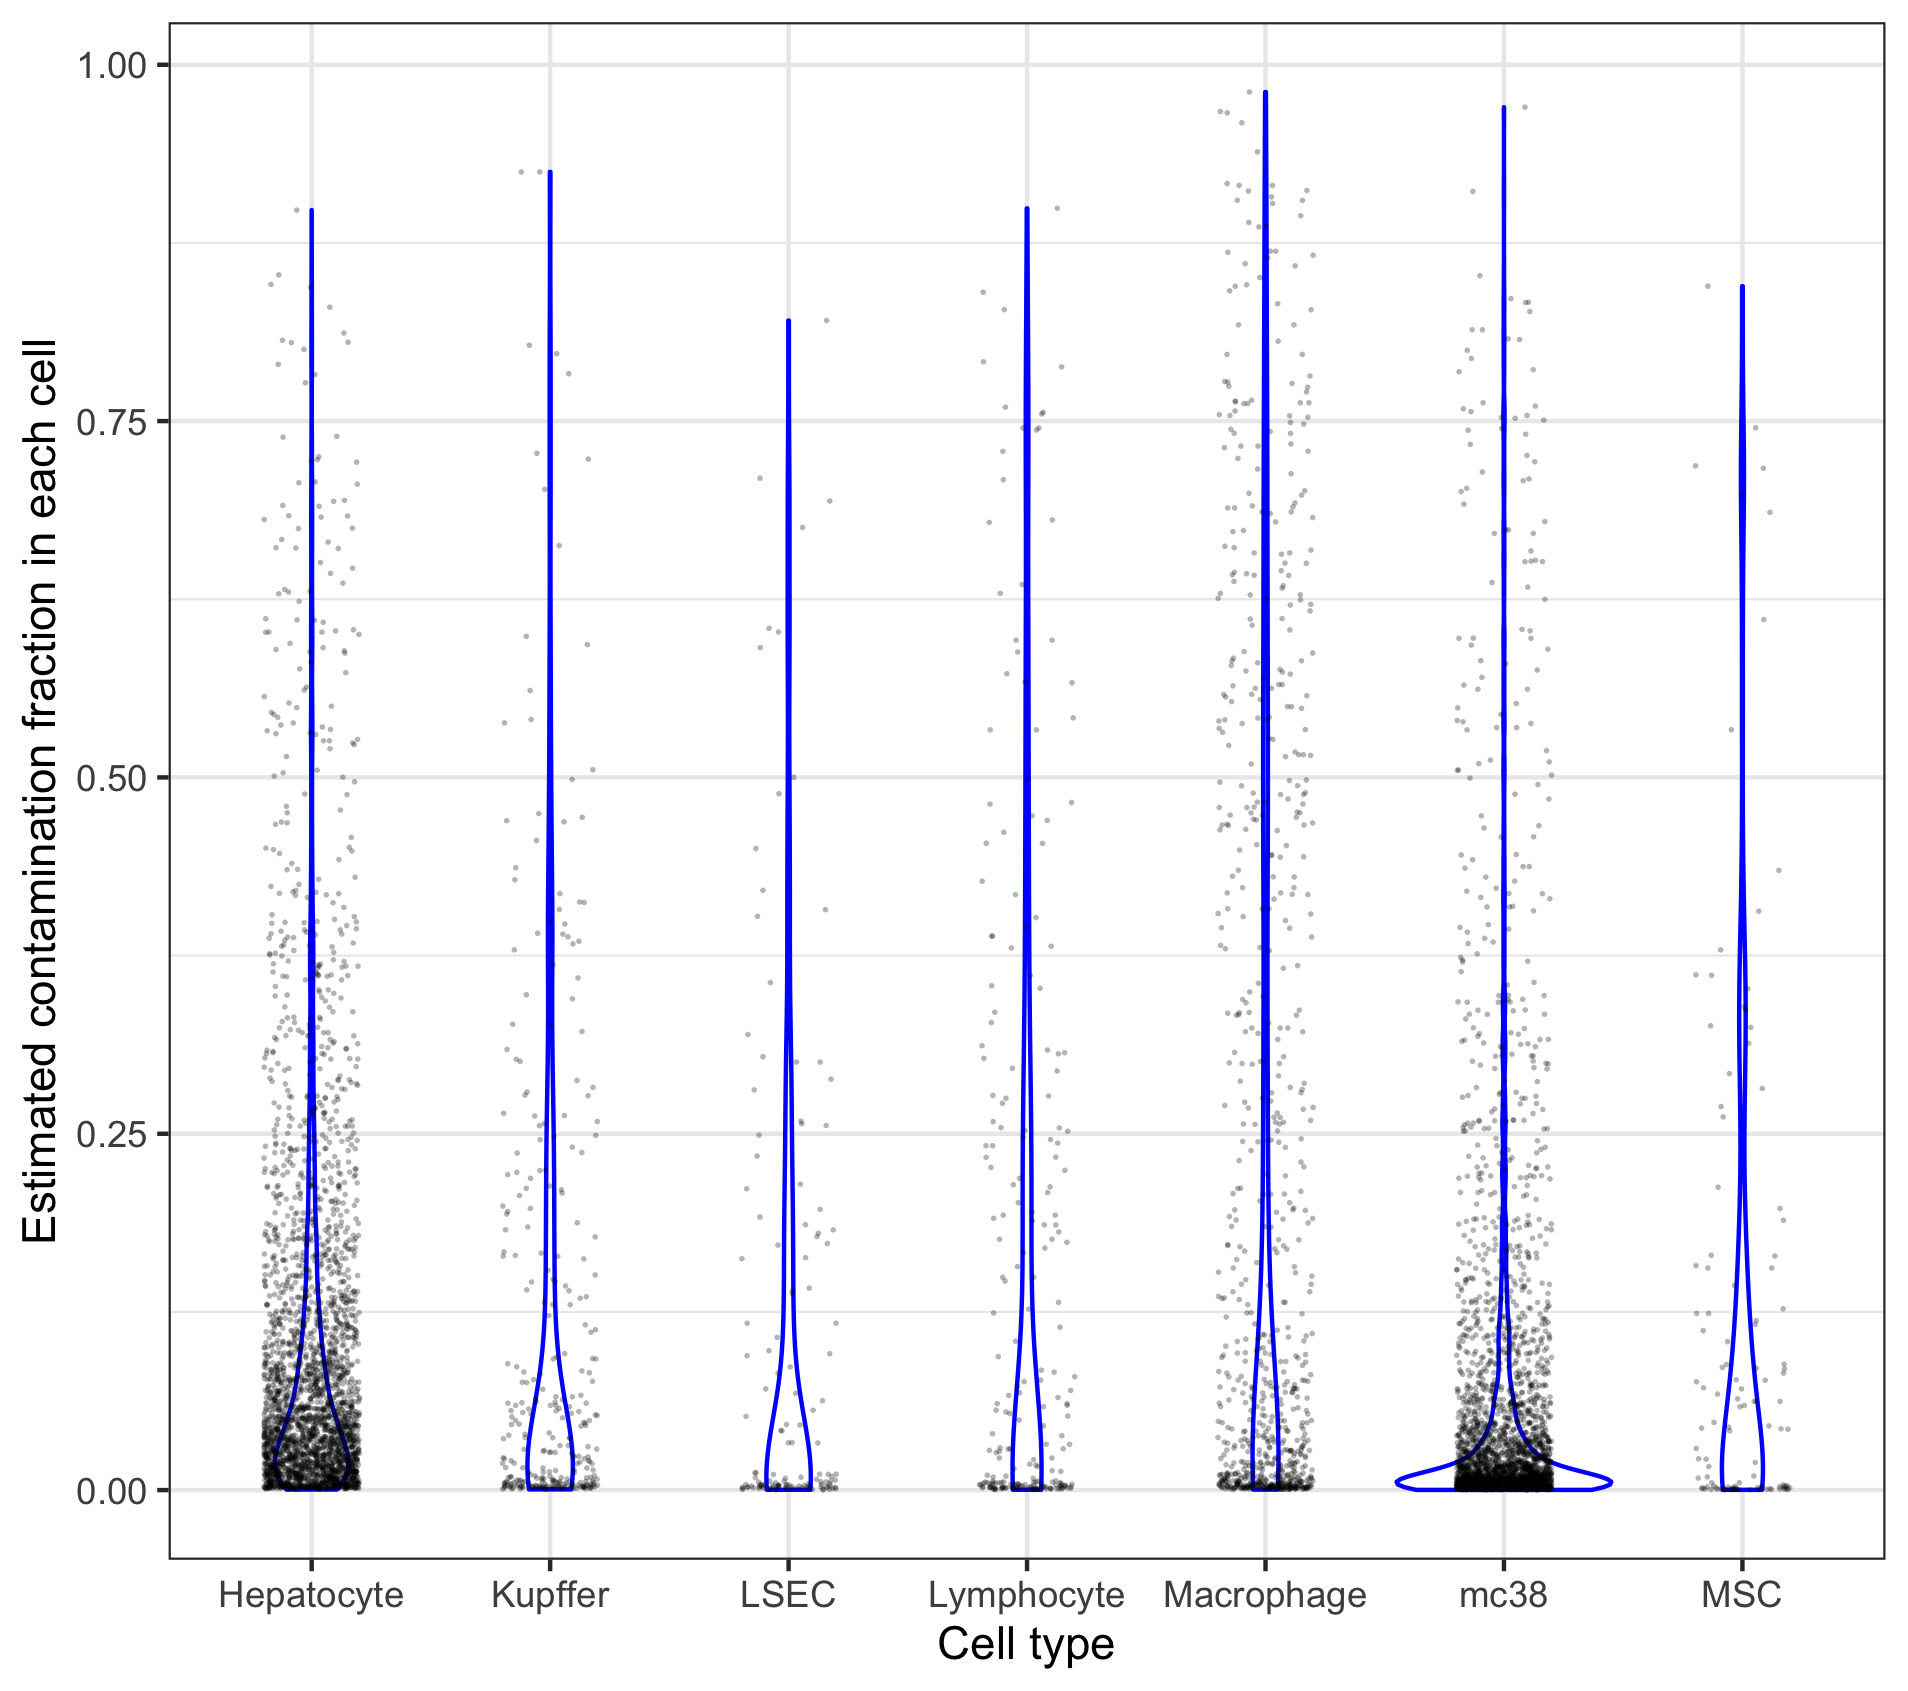 Estimated contamination fraction in each cell
1.00
0.75
0.50
0.25
0.00
Hepatocyte Kupffer LSEC Lymphocyte Macrophage mc38 MSC
Cell type